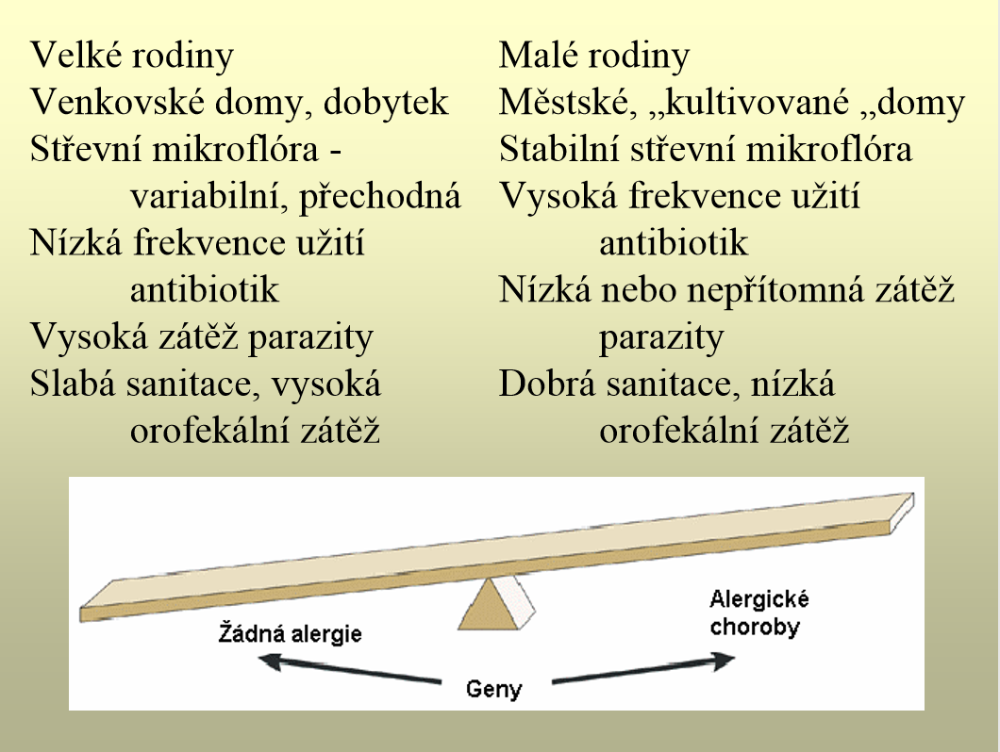 Velké rodiny
Venkovské domy, dobytek
Střevní mikroflóra -
variabilní, přechodná
Nízká frekvence užití
antibiotik
Vysoká zátěž parazity
Slabá sanitace, vysoká
orofekální zátěž
Malé rodiny
Městské, „kultivované „domy
Stabilní střevní mikroflóra
Vysoká frekvence užití
antibiotik
Nízká nebo nepřítomná zátěž
parazity
Dobrá sanitace, nízká
orofekální zátěž
Žádná alergie
Alergické
choroby
Geny